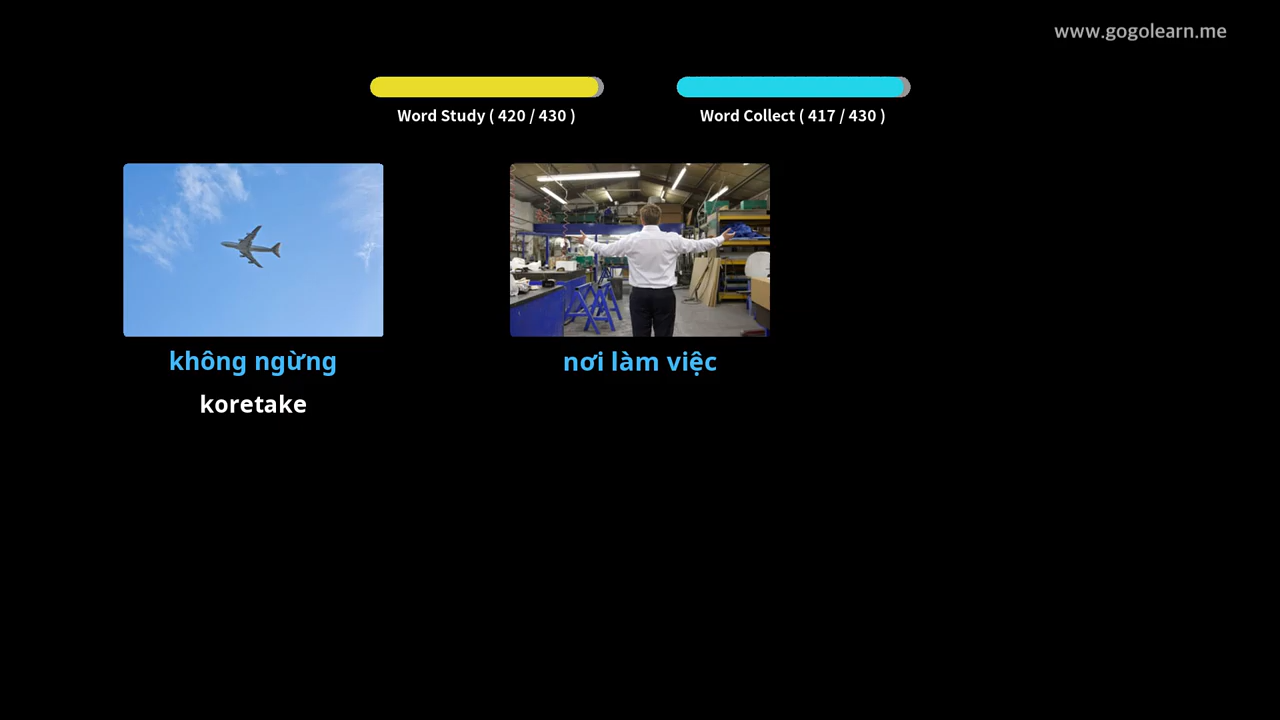 www.gogolearn.me
Word Study ( 420 / 430 )
Word Collect ( 417 / 430 )
không ngừng
nơi làm việc
koretake